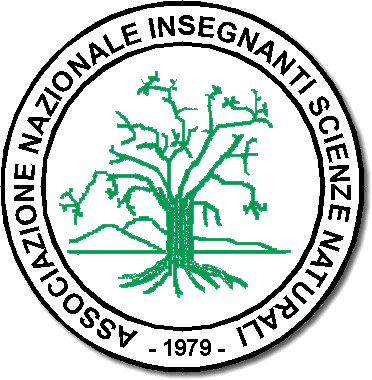 ASSOCIAZIONE NAZIONALE INSEGNANTI SCIENZE NATURALI
- 1979 -